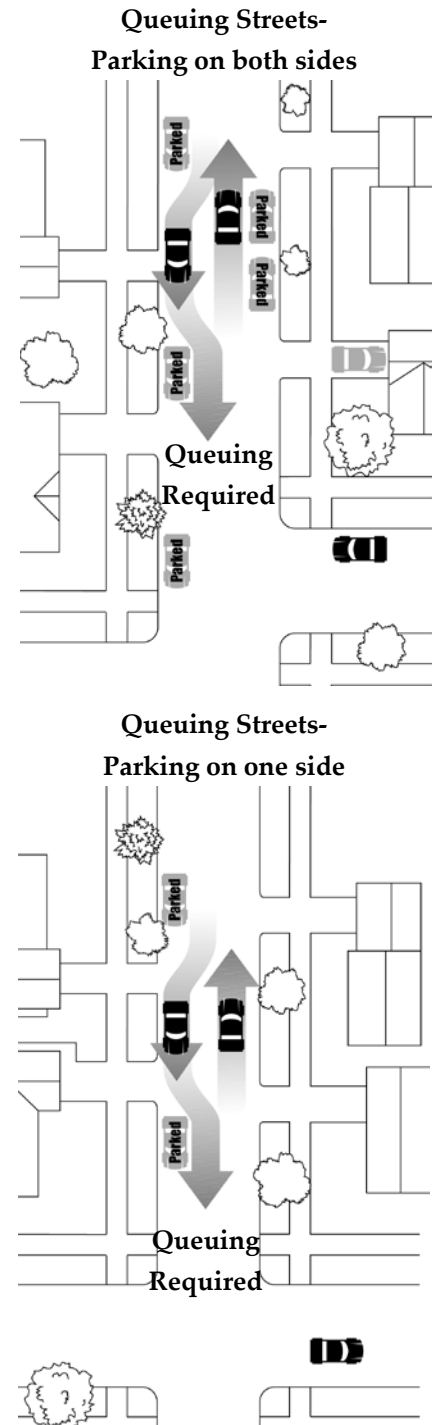 Queuing Streets-
Parking on both sides
Parked
Parked
Parked
Parked
Queuing
Required
Parked
Queuing Streets-
Parking on one side
Parked
Parked
Queuing
Required